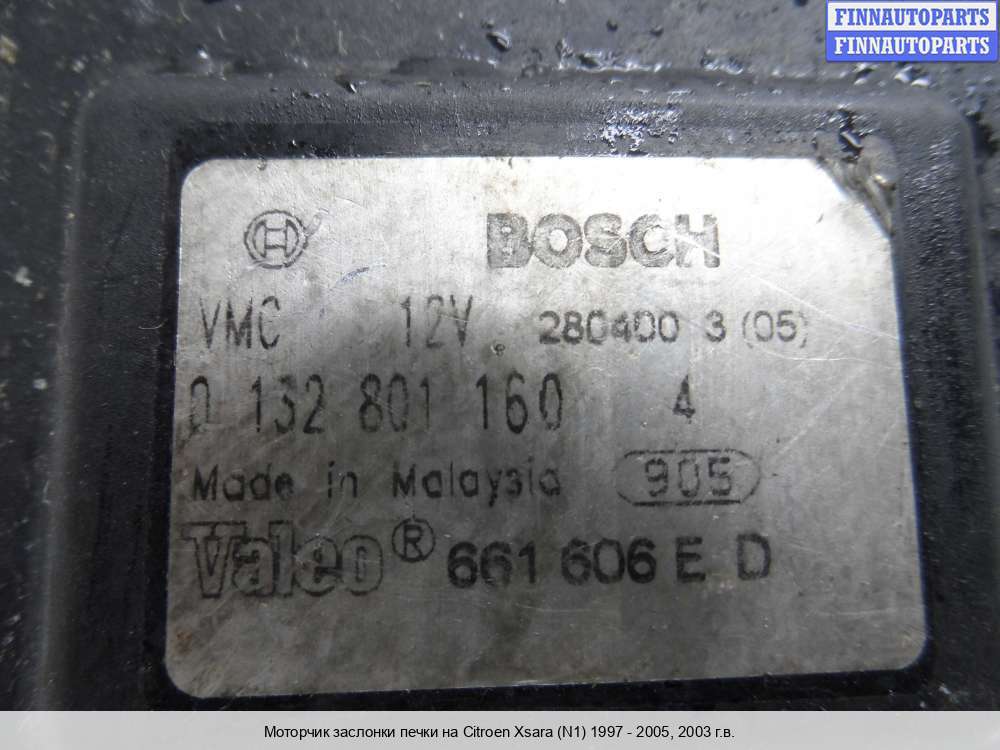 FINNAUTOPARTS
FINNAUTOPARTS
BOSCH
VMC 12V 280400 3 (05)
0 132 801 160 4
Made in Malaysia 905
Valeo® 661 606 E D
Моторчик заслонки печки на Citroen Xsara (N1) 1997 - 2005, 2003 г.в.